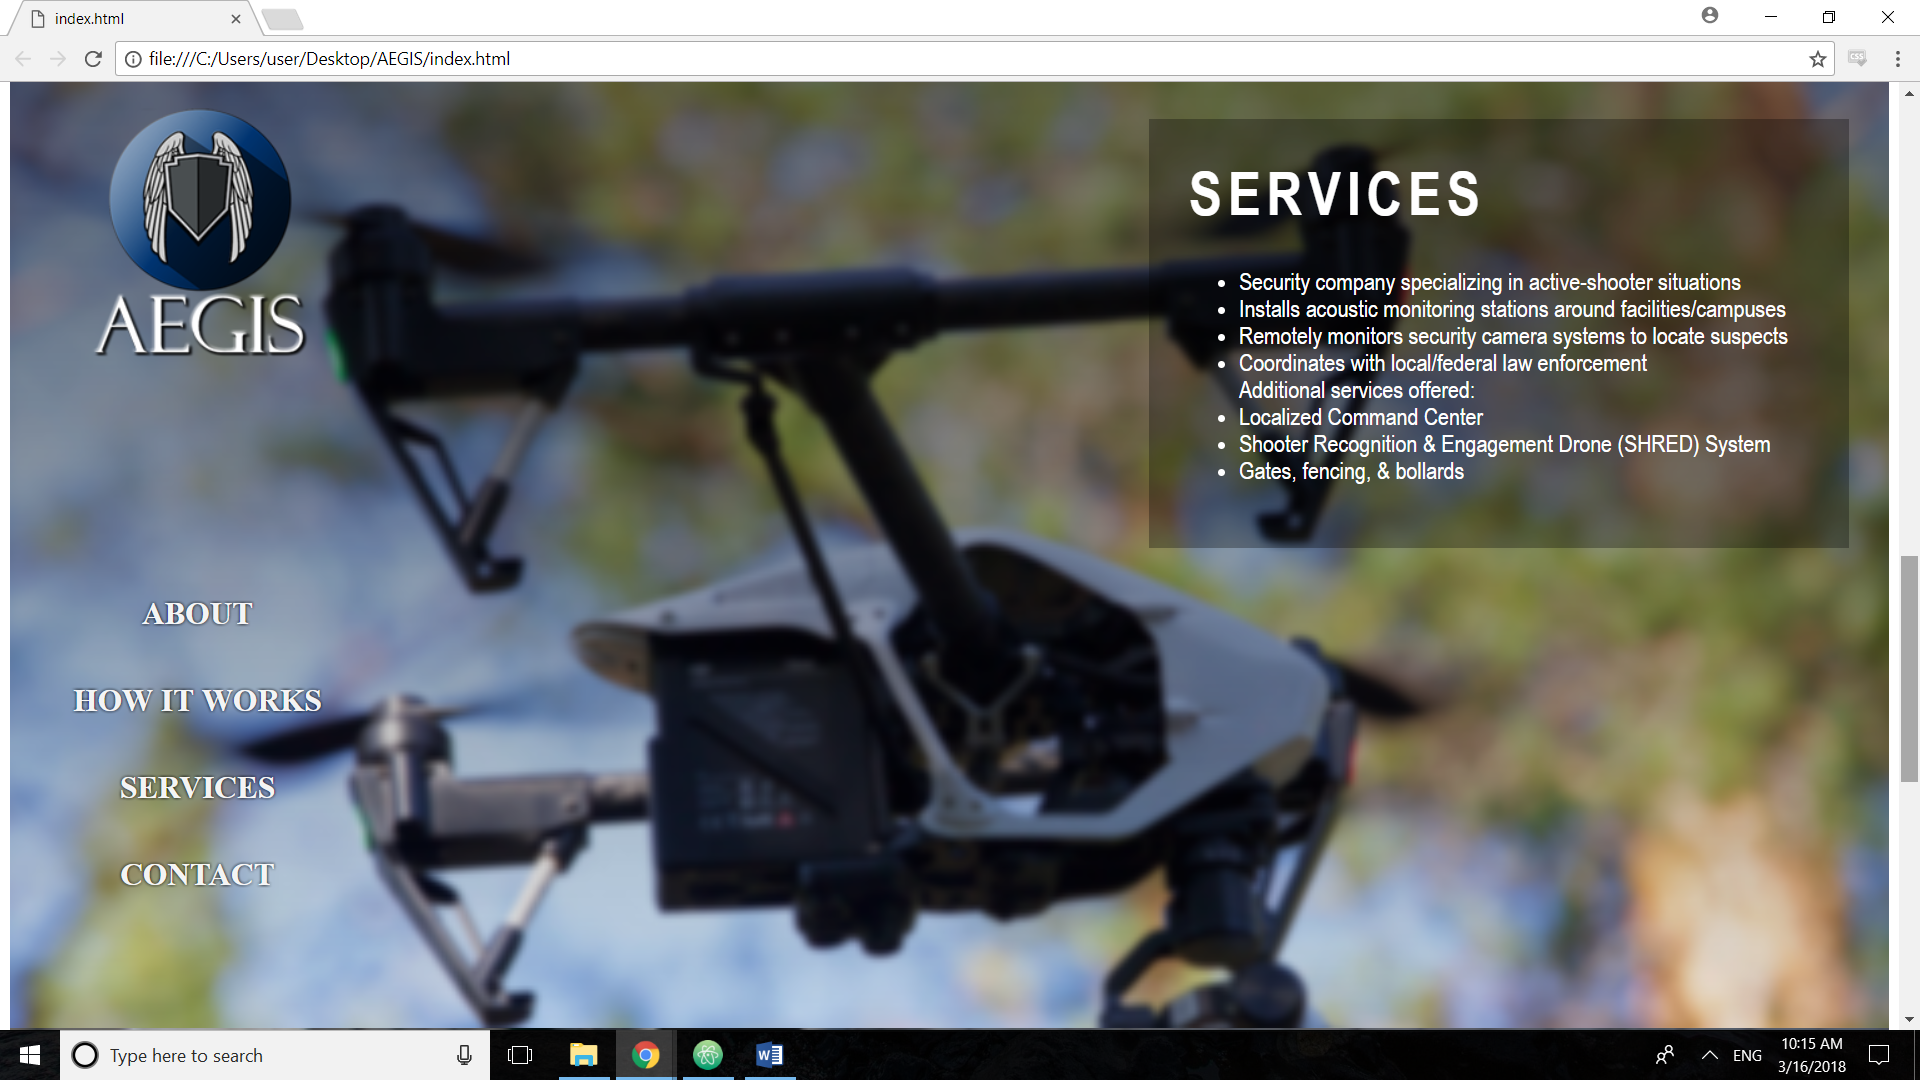 index.html
file:///C:/Users/user/Desktop/AEGIS/index.html
CSS
AEGIS
SERVICES
Security company specializing in active-shooter situations
Installs acoustic monitoring stations around facilities/campuses
Remotely monitors security camera systems to locate suspects
Coordinates with local/federal law enforcement
Additional services offered:
Localized Command Center
Shooter Recognition & Engagement Drone (SHRED) System
Gates, fencing, & bollards
ABOUT
HOW IT WORKS
SERVICES
CONTACT
Type here to search
ENG
10:15 AM
3/16/2018